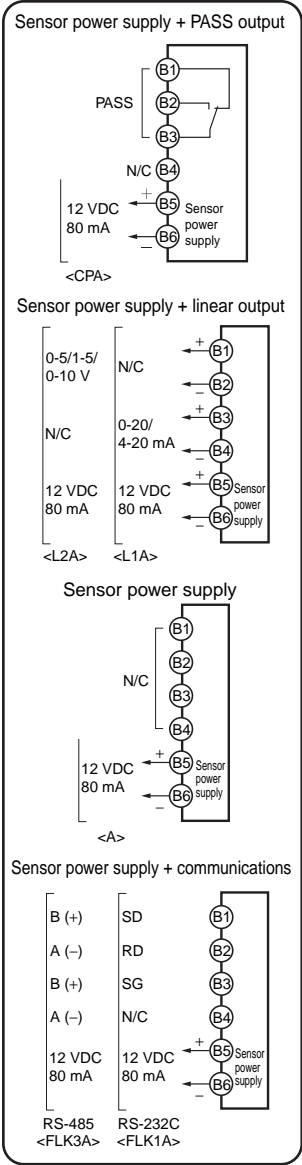 Sensor power supply + PASS output
B1
PASS
B2
B3
N/C
B4
+
12 VDC
80 mA
B5
Sensor
power
supply
B6
−
<CPA>
Sensor power supply + linear output
0-5/1-5/
0-10 V
N/C
+
B1
−
B2
N/C
0-20/
4-20 mA
+
B3
−
B4
12 VDC
80 mA
12 VDC
80 mA
+
B5
Sensor
power
supply
−
B6
<L2A>
<L1A>
Sensor power supply
B1
B2
N/C
B3
B4
12 VDC
80 mA
+
B5
Sensor
power
supply
−
B6
<A>
Sensor power supply + communications
B (+)
SD
B1
A (−)
RD
B2
B (+)
SG
B3
A (−)
N/C
B4
12 VDC
80 mA
12 VDC
80 mA
+
B5
Sensor
power
supply
−
B6
RS-485
<FLK3A>
RS-232C
<FLK1A>